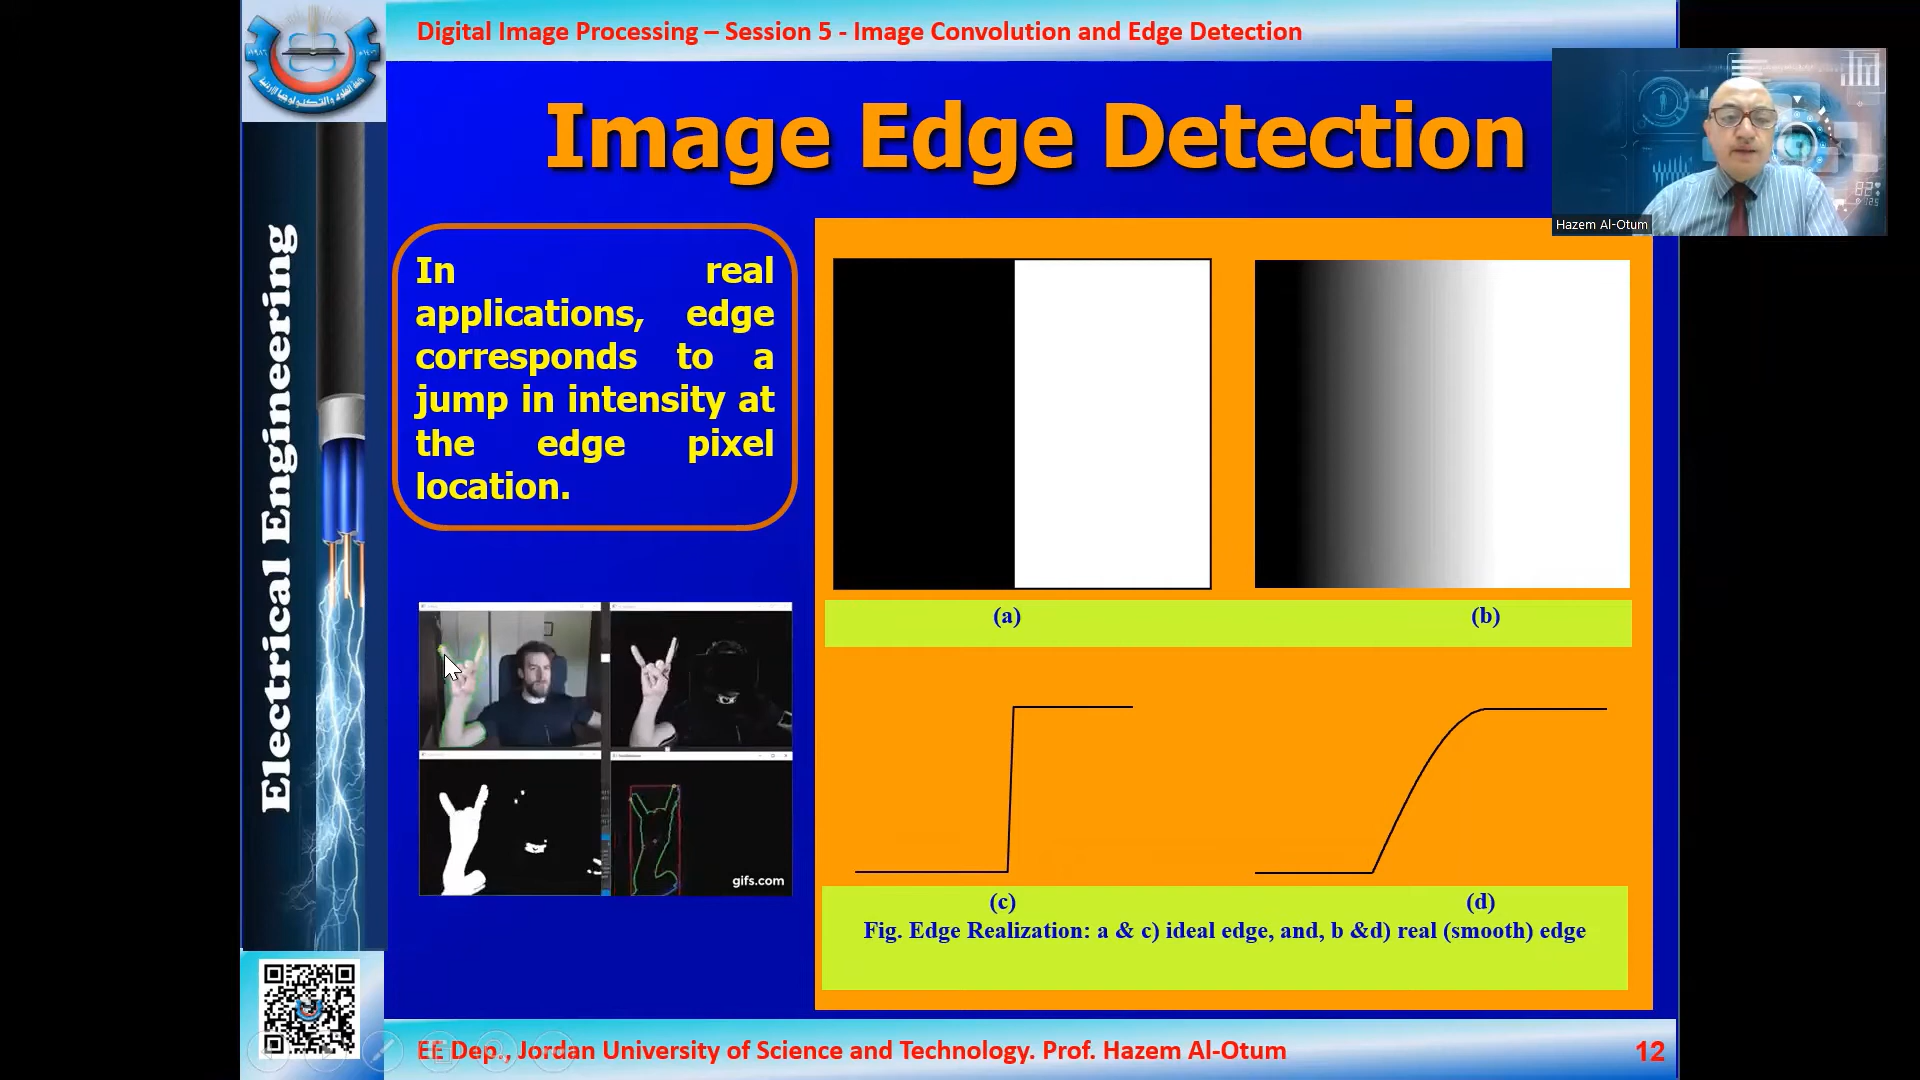 Digital Image Processing – Session 5 - Image Convolution and Edge Detection
Image Edge Detection
Hazem Al-Otum
Electrical Engineering
In real
applications, edge
corresponds to a
jump in intensity at
the edge pixel
location.
(a) (b)
gifs.com
(c) (d)
Fig. Edge Realization: a & c) ideal edge, and, b &d) real (smooth) edge
EE Dep., Jordan University of Science and Technology. Prof. Hazem Al-Otum
12